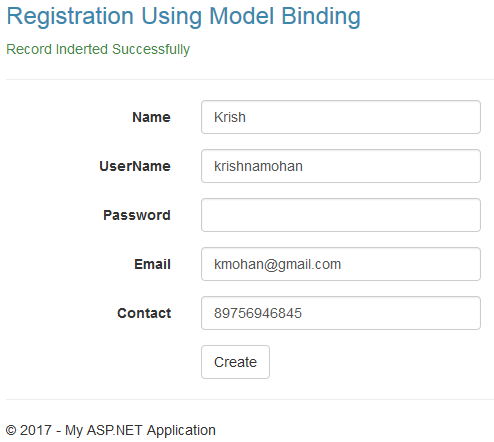 Registration Using Model Binding
Record Inderted Successfully
Name Krish
UserName krishnamohan
Password
Email kmohan@gmail.com
Contact 89756946845
Create
© 2017 - My ASP.NET Application